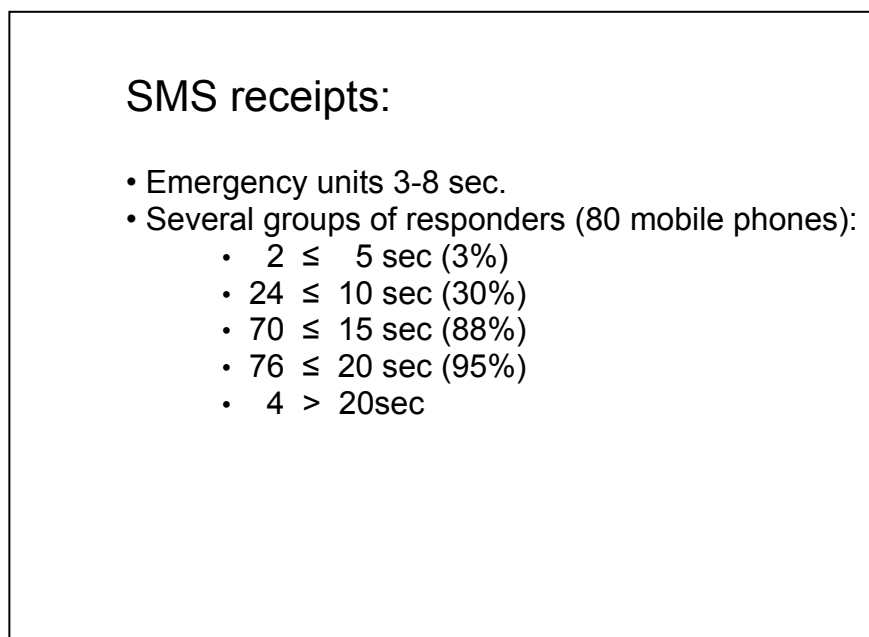 SMS receipts:
• Emergency units 3-8 sec.
• Several groups of responders (80 mobile phones):
• 2 ≤ 5 sec (3%)
• 24 ≤ 10 sec (30%)
• 70 ≤ 15 sec (88%)
• 76 ≤ 20 sec (95%)
• 4 > 20sec